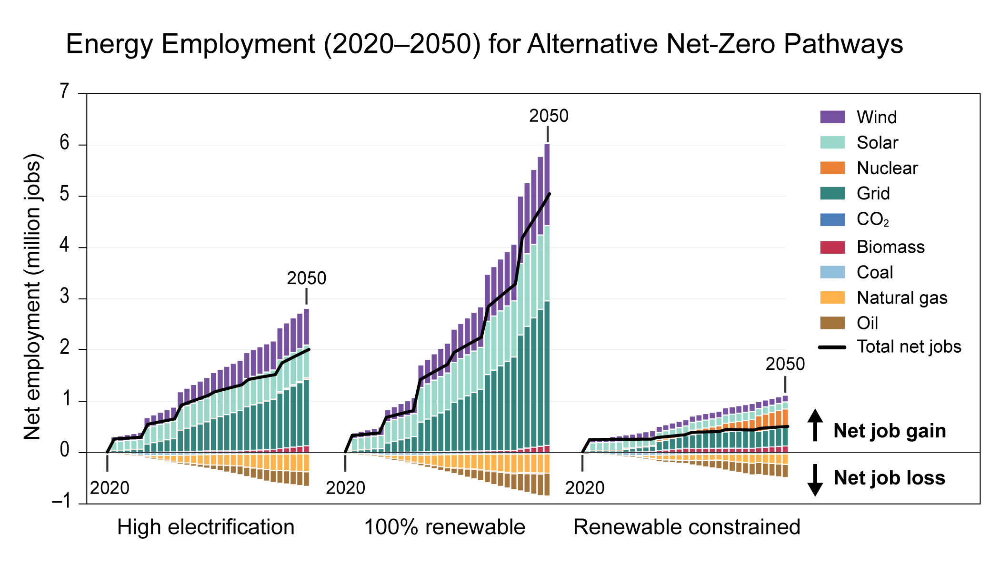 Energy Employment (2020–2050) for Alternative Net-Zero Pathways
Net employment (million jobs)
7
6
5
4
3
2
1
0
–1
2050
2050
2050
2020
2020
2020
High electrification
100% renewable
Renewable constrained
Wind
Solar
Nuclear
Grid
CO₂
Biomass
Coal
Natural gas
Oil
Total net jobs
Net job gain
Net job loss